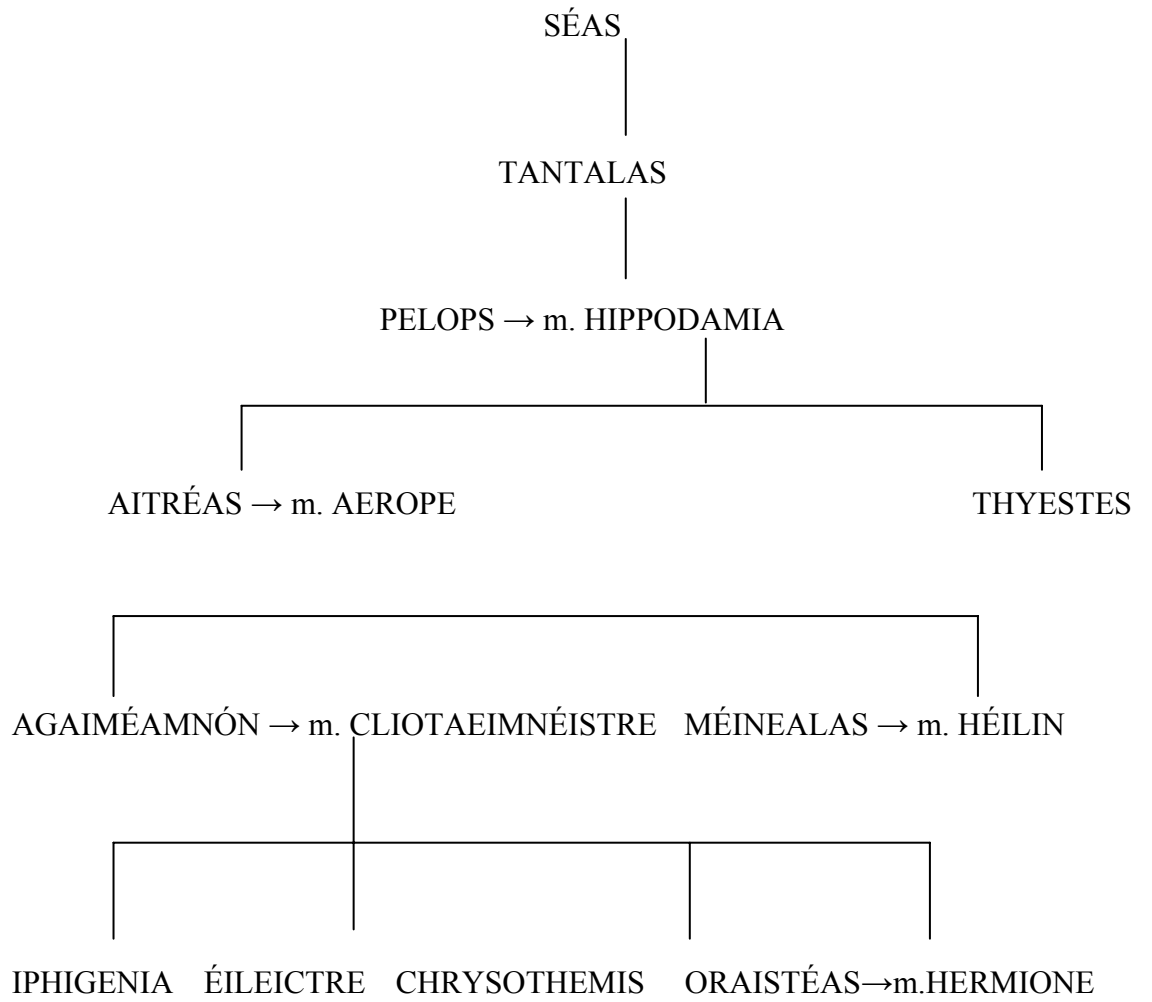 SÉAS
TANTALAS
PELOPS → m. HIPPODAMIA
AITRÉAS → m. AEROPE THYESTES
AGAIMÉAMNÓN → m. CLIOTAEIMNÉISTRE MÉINEALAS → m. HÉILIN
IPHIGENIA ÉILEICTRE CHRYSOTHEMIS ORAISTÉAS→m.HERMIONE